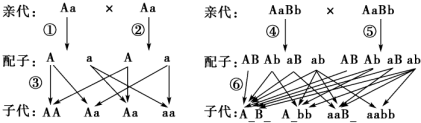 亲代: Aa × Aa 亲代: AaBb × AaBb
① ② ④ ⑤
配子: A a A a 配子: AB Ab aB ab AB Ab aB ab
③ ⑥
子代: AA Aa Aa aa 子代: A_B_ A_bb aaB_ aabb